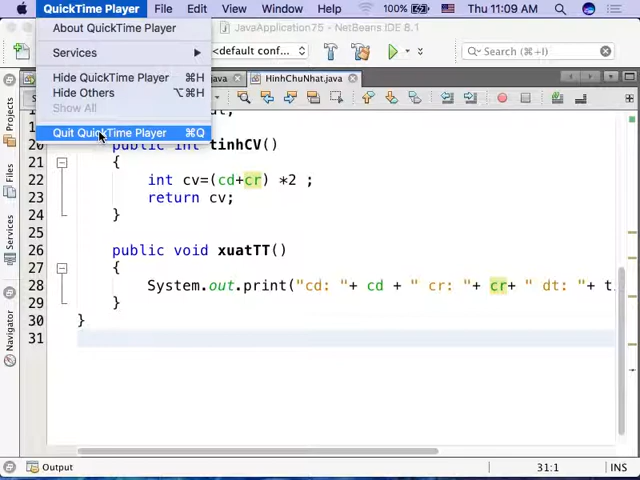 QuickTime Player File Edit View Window Help 100% Thu 11:09 AM
JavaApplication75 - NetBeans IDE 8.1
About QuickTime Player
Services
<default conf...
Search (⌘+I)
Hide QuickTime Player ⌘H
Hide Others ⌥⌘H
Show All
Quit QuickTime Player ⌘Q
HinhChuNhat.java
Projects
Files
Services
Navigator
20 public int tinhCV()
21 {
22 int cv=(cd+cr) *2 ;
23 return cv;
24 }
25
26 public void xuatTT()
27 {
28 System.out.print("cd: "+ cd + " cr: "+ cr+ " dt: "+ t
29 }
30 }
31
Output
31:1
INS